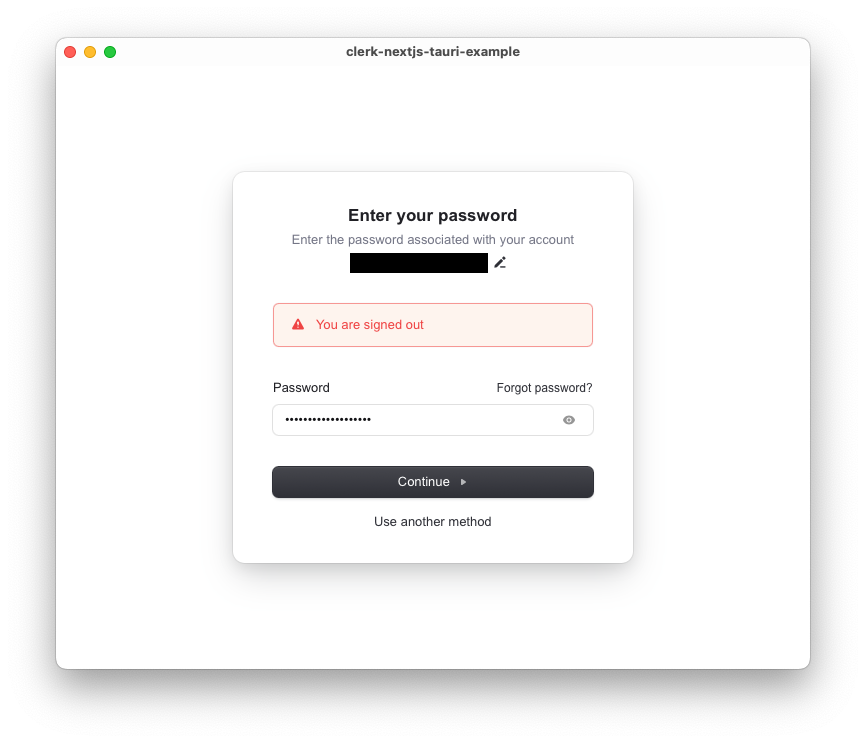 clerk-nextjs-tauri-example
Enter your password
Enter the password associated with your account
You are signed out
Password
Forgot password?
•••••••••••••••••••
Continue
Use another method